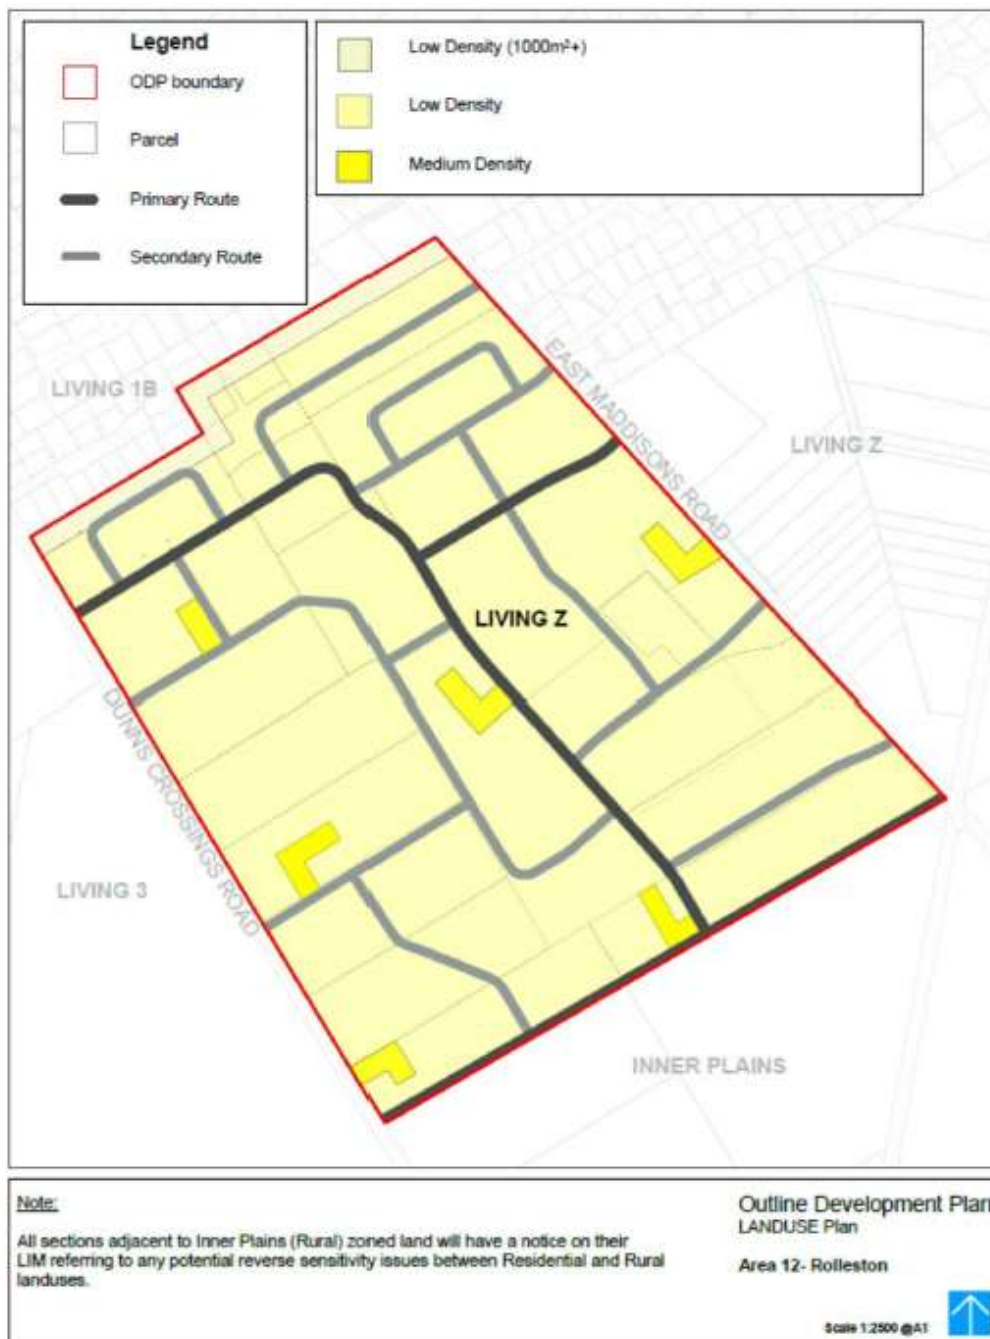 Legend
ODP boundary
Parcel
Primary Route
Secondary Route
Low Density (1000m²+)
Low Density
Medium Density
LIVING 1B
EAST MADDISONS ROAD
LIVING Z
LIVING Z
DUNNS CROSSINGS ROAD
LIVING 3
INNER PLAINS
Note:
All sections adjacent to Inner Plains (Rural) zoned land will have a notice on their
LIM referring to any potential reverse sensitivity issues between Residential and Rural
landuses.
Outline Development Plan
LANDUSE Plan
Area 12- Rolleston
Scale 1:2500 @A1